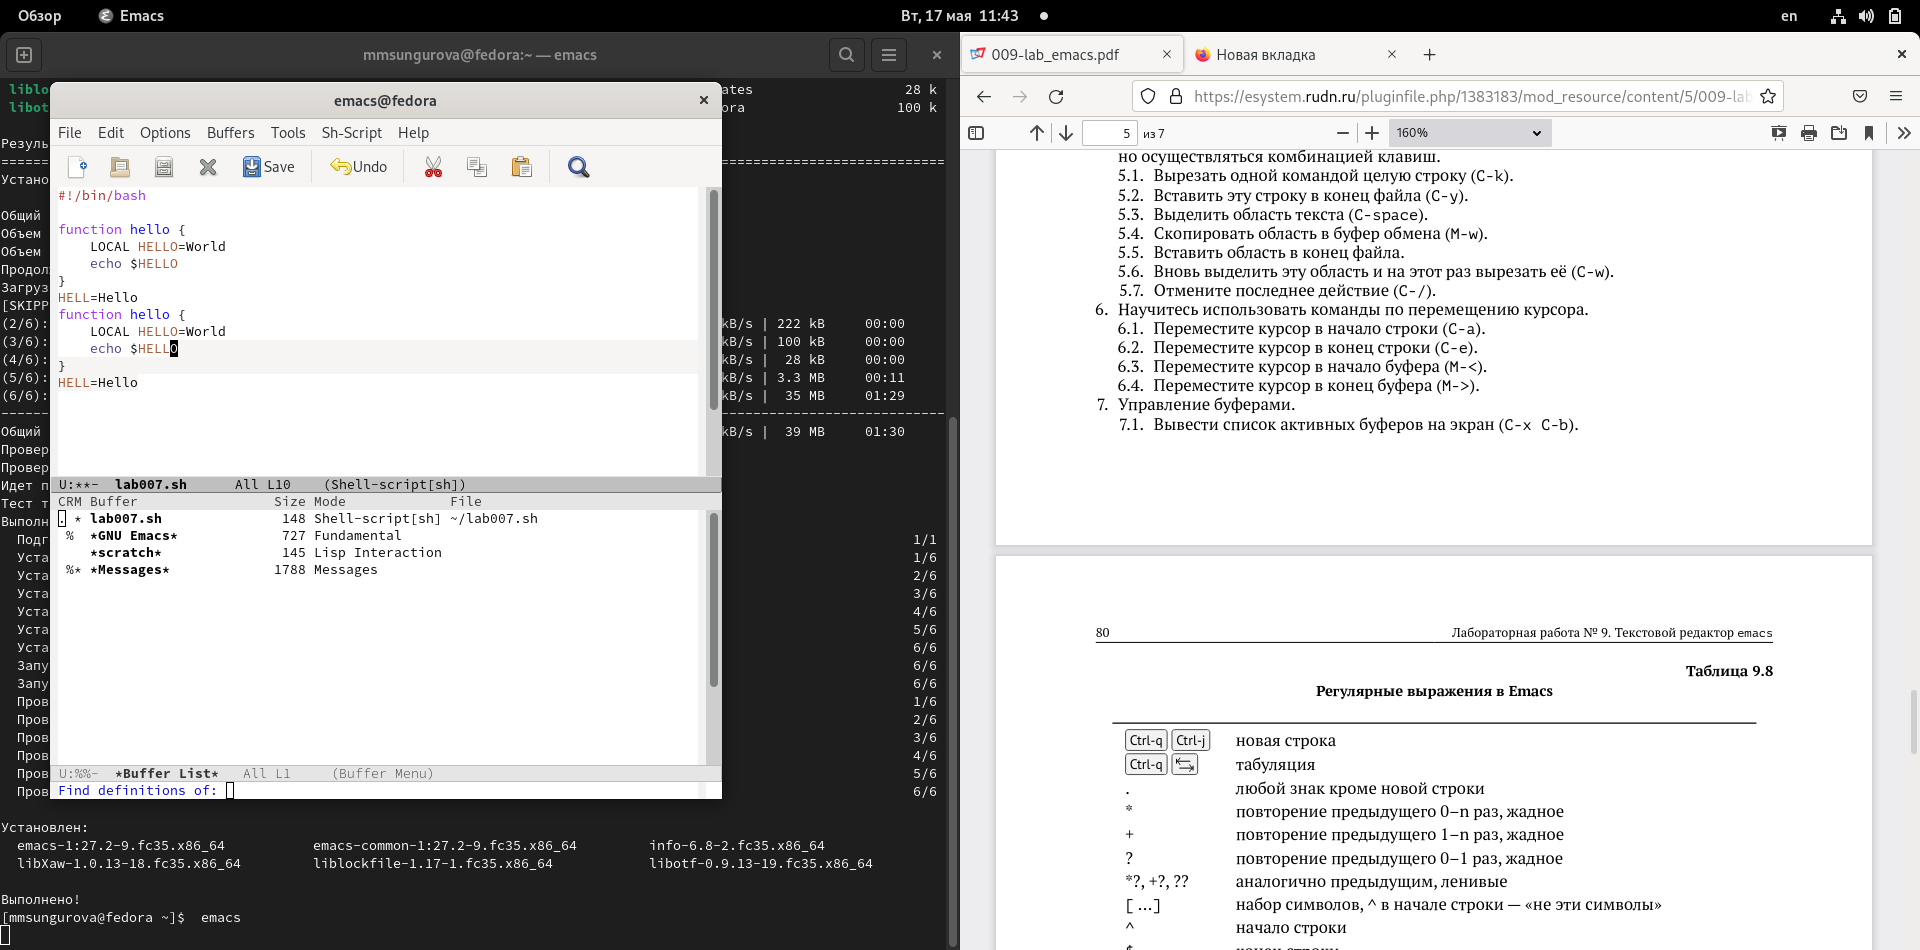 Обзор Emacs Вт, 17 мая 11:43 en
mmsungurova@fedora:~ — emacs
liblo ates 28 k
libot ora 100 k
Резуль
Устано
Общий
Объем
Объем
Продол
Загруз
[SKIPP
(2/6): kB/s | 222 kB 00:00
(3/6): kB/s | 100 kB 00:00
(4/6): kB/s | 28 kB 00:00
(5/6): kB/s | 3.3 MB 00:11
(6/6): kB/s | 35 MB 01:29
Общий kB/s | 39 MB 01:30
Провер
Провер
Идет п
Тест т
Выполн
Подг 1/1
Уста 1/6
Уста 2/6
Уста 3/6
Уста 4/6
Уста 5/6
Уста 6/6
Запу 6/6
Запу 6/6
Пров 1/6
Пров 2/6
Пров 3/6
Пров 4/6
Пров 5/6
Пров 6/6
Установлен:
emacs-1:27.2-9.fc35.x86_64 emacs-common-1:27.2-9.fc35.x86_64 info-6.8-2.fc35.x86_64
libXaw-1.0.13-18.fc35.x86_64 liblockfile-1.17-1.fc35.x86_64 libotf-0.9.13-19.fc35.x86_64
Выполнено!
[mmsungurova@fedora ~]$ emacs
emacs@fedora
File Edit Options Buffers Tools Sh-Script Help
Save Undo
#!/bin/bash
function hello {
LOCAL HELLO=World
echo $HELLO
}
HELL=Hello
function hello {
LOCAL HELLO=World
echo $HELLO
}
HELL=Hello
U:**- lab007.sh All L10 (Shell-script[sh])
CRM Buffer Size Mode File
. * lab007.sh 148 Shell-script[sh] ~/lab007.sh
% *GNU Emacs* 727 Fundamental
*scratch* 145 Lisp Interaction
%* *Messages* 1788 Messages
U:%%- *Buffer List* All L1 (Buffer Menu)
Find definitions of:
009-lab_emacs.pdf Новая вкладка
https://esystem.rudn.ru/pluginfile.php/1383183/mod_resource/content/5/009-lab
5 из 7 160%
но осуществляться комбинацией клавиш.
5.1. Вырезать одной командой целую строку (C-k).
5.2. Вставить эту строку в конец файла (C-y).
5.3. Выделить область текста (C-space).
5.4. Скопировать область в буфер обмена (M-w).
5.5. Вставить область в конец файла.
5.6. Вновь выделить эту область и на этот раз вырезать её (C-w).
5.7. Отмените последнее действие (C-/).
6. Научитесь использовать команды по перемещению курсора.
6.1. Переместите курсор в начало строки (C-a).
6.2. Переместите курсор в конец строки (C-e).
6.3. Переместите курсор в начало буфера (M-<).
6.4. Переместите курсор в конец буфера (M->).
7. Управление буферами.
7.1. Вывести список активных буферов на экран (C-x C-b).
80 Лабораторная работа № 9. Текстовой редактор emacs
Таблица 9.8
Регулярные выражения в Emacs
Ctrl-q Ctrl-j новая строка
Ctrl-q табуляция
. любой знак кроме новой строки
* повторение предыдущего 0–n раз, жадное
+ повторение предыдущего 1–n раз, жадное
? повторение предыдущего 0–1 раз, жадное
*?, +?, ?? аналогично предыдущим, ленивые
[ …] набор символов, ^ в начале строки — «не эти символы»
^ начало строки